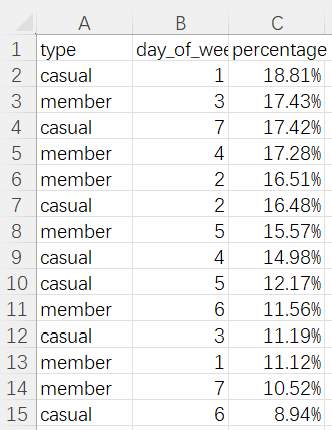 A B C
1 type day_of_wee percentage
2 casual 1 18.81%
3 member 3 17.43%
4 casual 7 17.42%
5 member 4 17.28%
6 member 2 16.51%
7 casual 2 16.48%
8 member 5 15.57%
9 casual 4 14.98%
10 casual 5 12.17%
11 member 6 11.56%
12 casual 3 11.19%
13 member 1 11.12%
14 member 7 10.52%
15 casual 6 8.94%